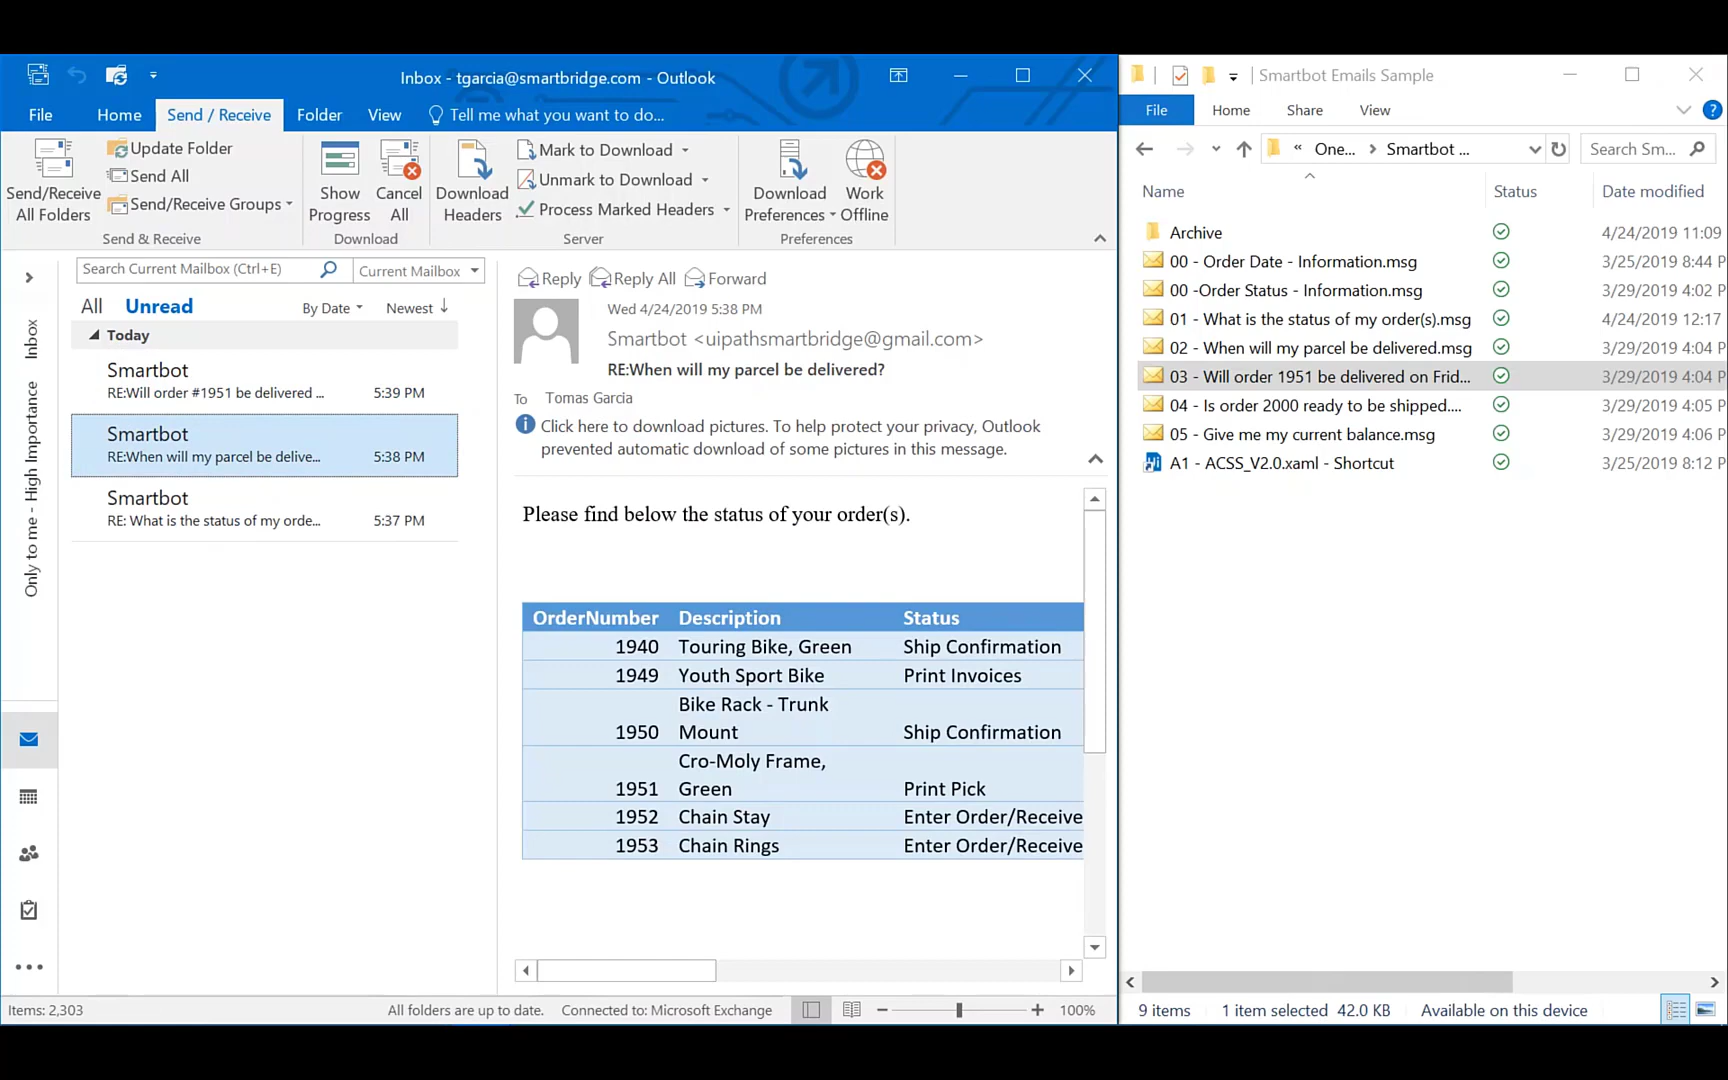 Inbox - tgarcia@smartbridge.com - Outlook
File Home Send / Receive Folder View Tell me what you want to do...
Send/Receive All Folders
Update Folder
Send All
Send/Receive Groups
Send & Receive
Show Progress
Cancel All
Download
Download Headers
Mark to Download
Unmark to Download
Process Marked Headers
Server
Download Preferences
Work Offline
Preferences
Inbox
Only to me - High Importance
Search Current Mailbox (Ctrl+E)
Current Mailbox
All Unread By Date Newest
Today
Smartbot
RE:Will order #1951 be delivered ... 5:39 PM
Smartbot
RE:When will my parcel be delive... 5:38 PM
Smartbot
RE: What is the status of my orde... 5:37 PM
Reply Reply All Forward
Wed 4/24/2019 5:38 PM
Smartbot <uipathsmartbridge@gmail.com>
RE:When will my parcel be delivered?
To Tomas Garcia
Click here to download pictures. To help protect your privacy, Outlook
prevented automatic download of some pictures in this message.
Please find below the status of your order(s).
OrderNumber Description Status
1940 Touring Bike, Green Ship Confirmation
1949 Youth Sport Bike Print Invoices
1950 Bike Rack - Trunk Mount Ship Confirmation
1951 Cro-Moly Frame, Green Print Pick
1952 Chain Stay Enter Order/Receive
1953 Chain Rings Enter Order/Receive
Items: 2,303 All folders are up to date. Connected to: Microsoft Exchange 100%
Smartbot Emails Sample
File Home Share View
« One... Smartbot ... Search Sm...
Name Status Date modified
Archive 4/24/2019 11:09
00 - Order Date - Information.msg 3/25/2019 8:44 P
00 -Order Status - Information.msg 3/29/2019 4:02 P
01 - What is the status of my order(s).msg 4/24/2019 12:17
02 - When will my parcel be delivered.msg 3/29/2019 4:04 P
03 - Will order 1951 be delivered on Frid... 3/29/2019 4:04 P
04 - Is order 2000 ready to be shipped.... 3/29/2019 4:05 P
05 - Give me my current balance.msg 3/29/2019 4:06 P
A1 - ACSS_V2.0.xaml - Shortcut 3/25/2019 8:12 P
9 items 1 item selected 42.0 KB Available on this device